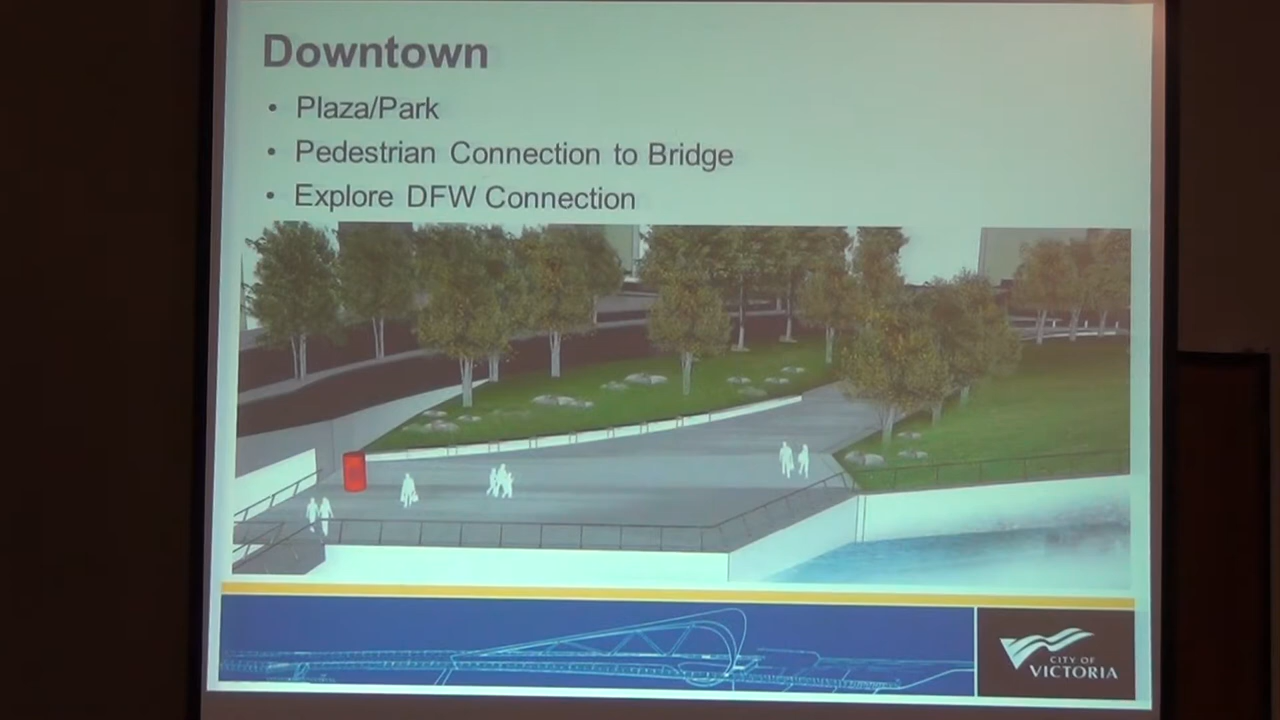 Downtown
• Plaza/Park
• Pedestrian Connection to Bridge
• Explore DFW Connection
CITY OF
VICTORIA